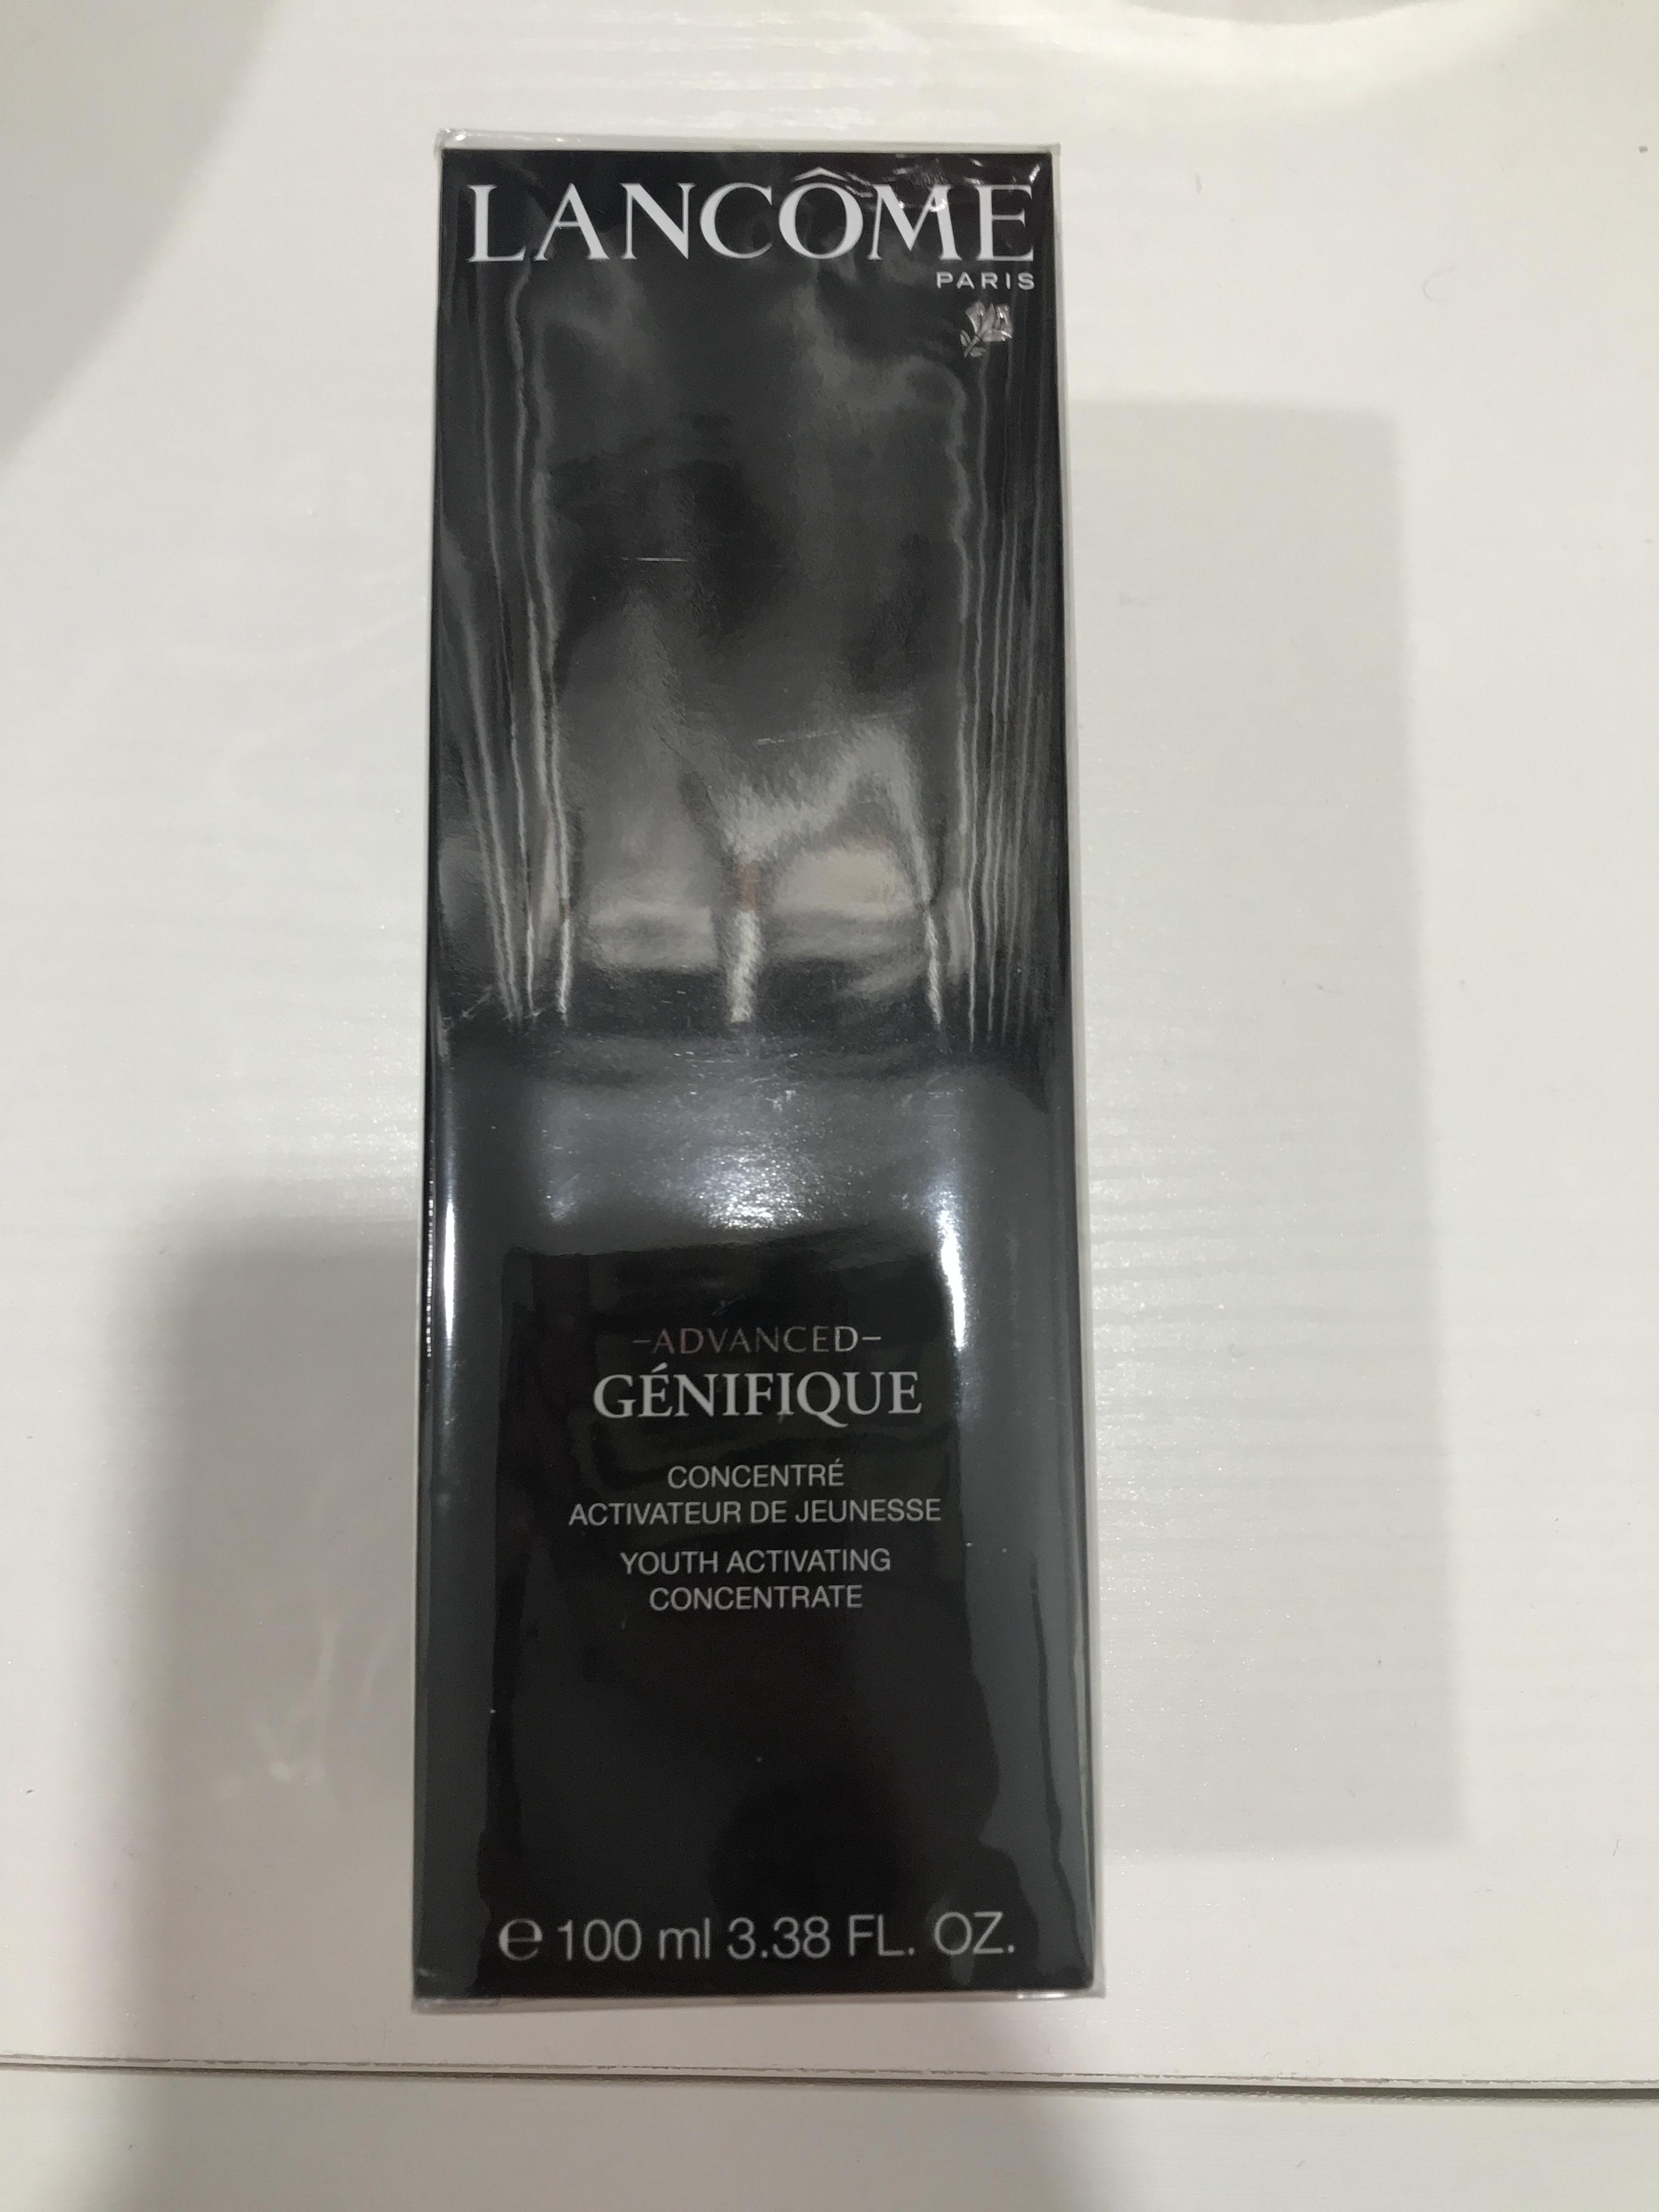 LANCÔME
PARIS
–ADVANCED–
GÉNIFIQUE
CONCENTRÉ
ACTIVATEUR DE JEUNESSE
YOUTH ACTIVATING
CONCENTRATE
℮ 100 ml 3.38 FL. OZ.